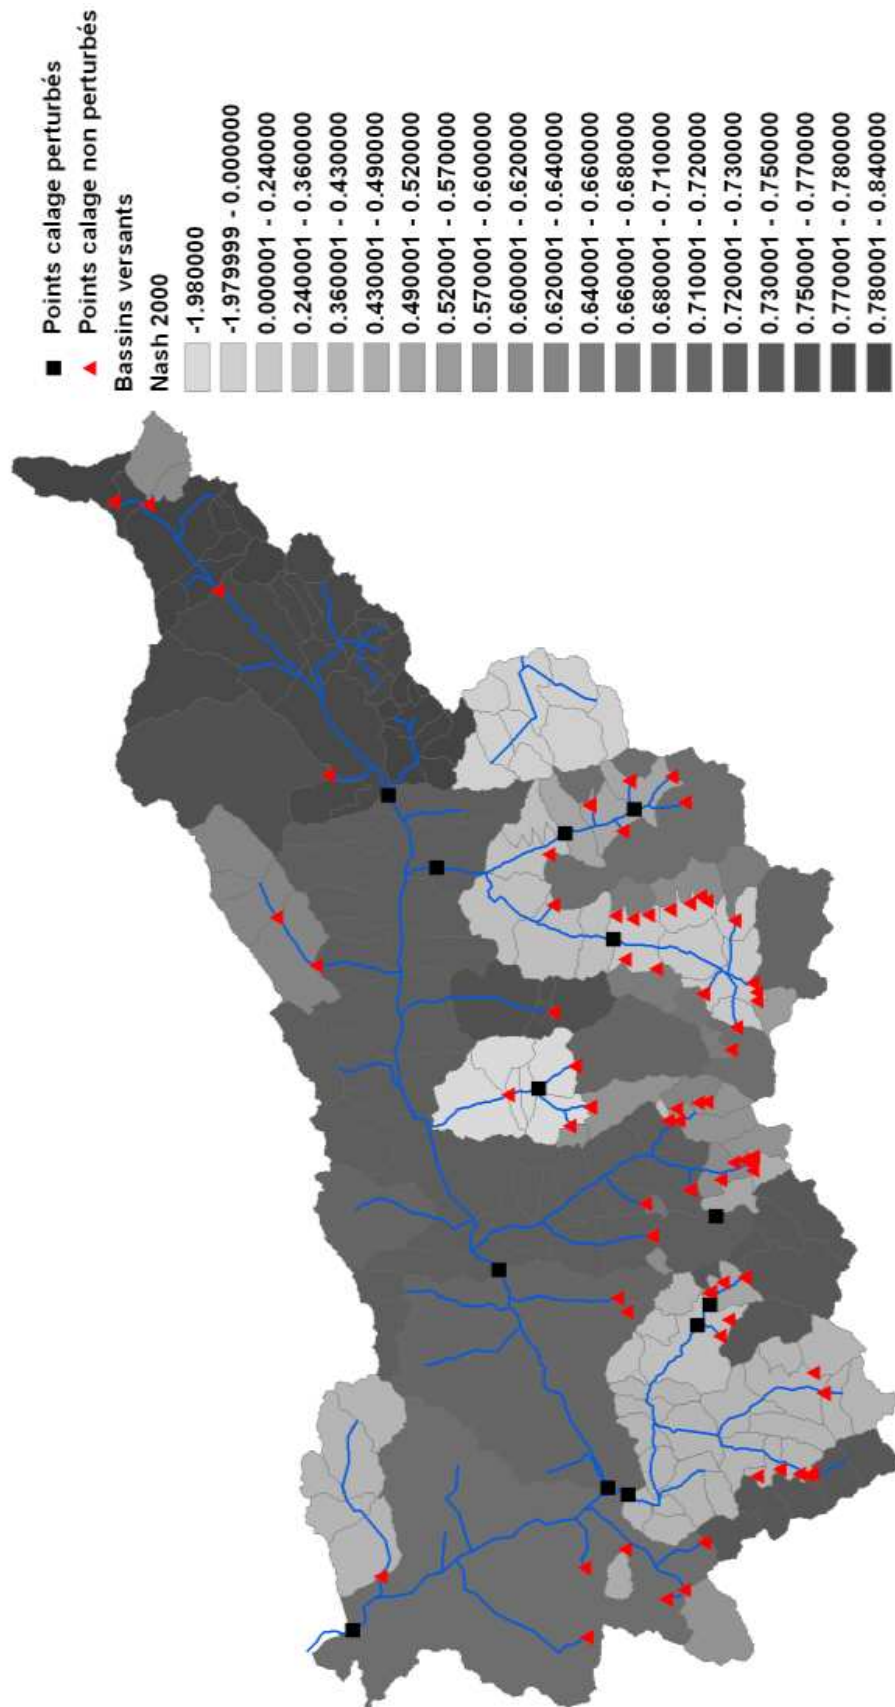 Points calage perturbés
Points calage non perturbés
Bassins versants
Nash 2000
-1.980000
-1.979999 - 0.000000
0.000001 - 0.240000
0.240001 - 0.360000
0.360001 - 0.430000
0.430001 - 0.490000
0.490001 - 0.520000
0.520001 - 0.570000
0.570001 - 0.600000
0.600001 - 0.620000
0.620001 - 0.640000
0.640001 - 0.660000
0.660001 - 0.680000
0.680001 - 0.710000
0.710001 - 0.720000
0.720001 - 0.730000
0.730001 - 0.750000
0.750001 - 0.770000
0.770001 - 0.780000
0.780001 - 0.840000